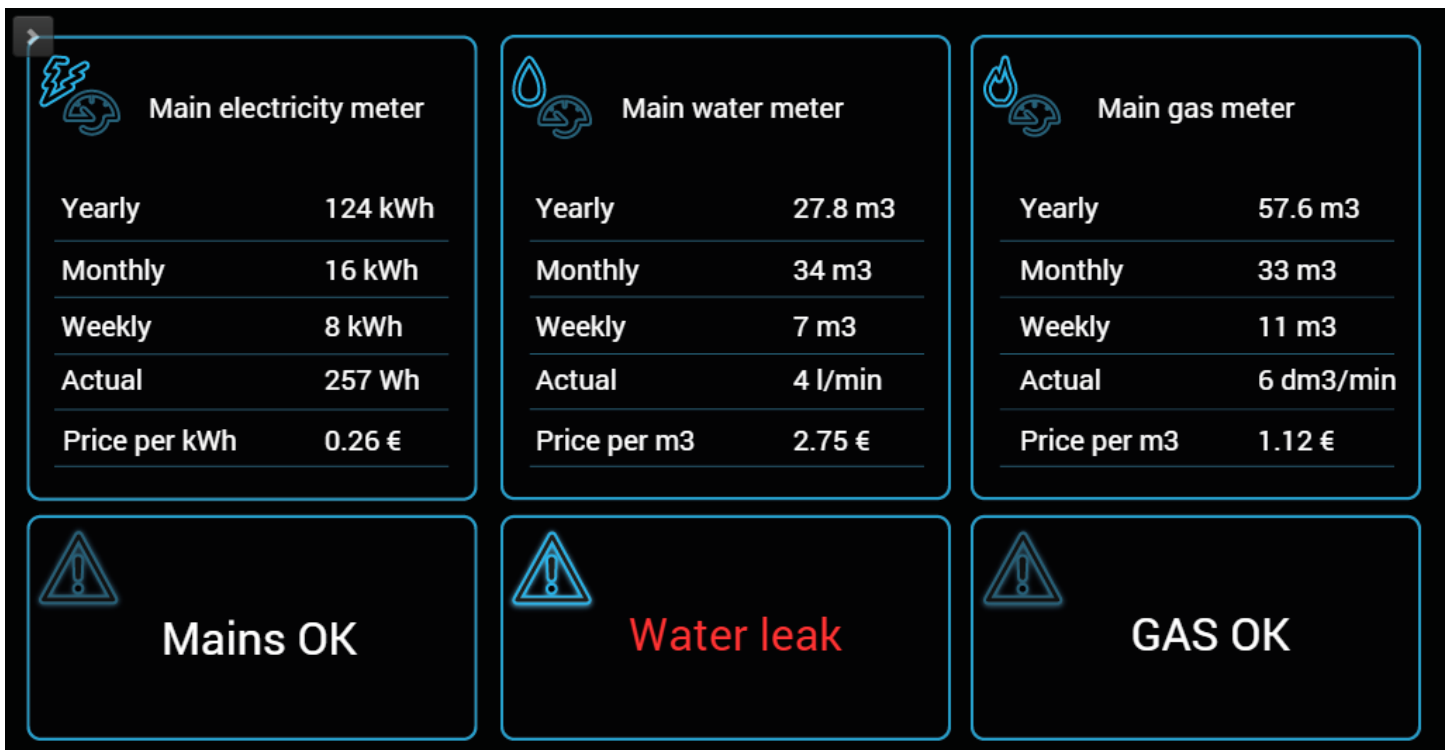 Main electricity meter
Yearly 124 kWh
Monthly 16 kWh
Weekly 8 kWh
Actual 257 Wh
Price per kWh 0.26 €
Main water meter
Yearly 27.8 m3
Monthly 34 m3
Weekly 7 m3
Actual 4 l/min
Price per m3 2.75 €
Main gas meter
Yearly 57.6 m3
Monthly 33 m3
Weekly 11 m3
Actual 6 dm3/min
Price per m3 1.12 €
Mains OK
Water leak
GAS OK